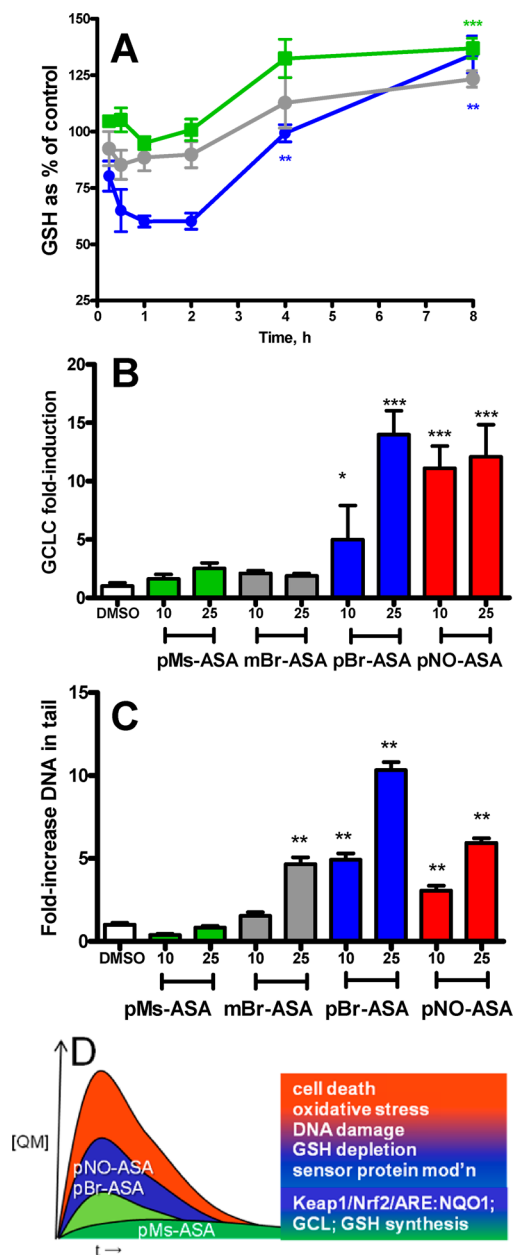 A
150
125
100
75
50
25
GSH as % of control
***
**
**
0 1 2 3 4 5 6 7 8
Time, h
B
20
15
10
5
0
GCLC fold-induction
*
***
***
***
DMSO 10 25 10 25 10 25 10 25
pMs-ASA mBr-ASA pBr-ASA pNO-ASA
C
15
10
5
0
Fold-increase DNA in tail
**
**
**
**
**
DMSO 10 25 10 25 10 25 10 25
pMs-ASA mBr-ASA pBr-ASA pNO-ASA
D
[QM]
pNO-ASA
pBr-ASA
pMs-ASA
t →
cell death
oxidative stress
DNA damage
GSH depletion
sensor protein mod'n
Keap1/Nrf2/ARE:NQO1;
GCL; GSH synthesis